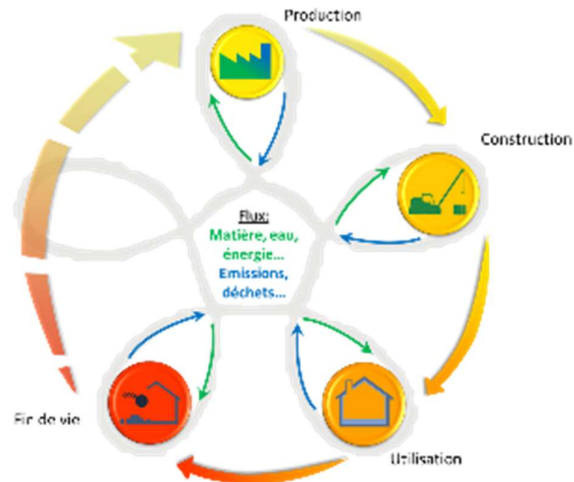 Production
Construction
Flux:
Matière, eau,
énergie...
Emissions,
déchets...
Fin de vie
Utilisation